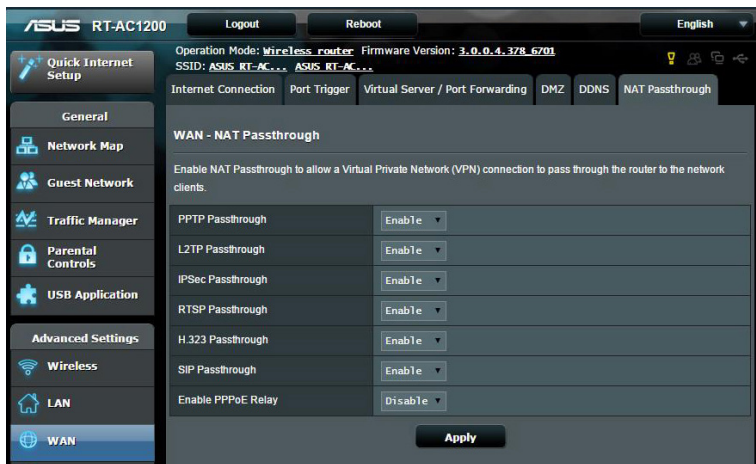 ASUS RT-AC1200 Logout Reboot English
Quick Internet Setup
Operation Mode: Wireless router Firmware Version: 3.0.0.4.378_6701
SSID: ASUS RT-AC... ASUS RT-AC...
Internet Connection Port Trigger Virtual Server / Port Forwarding DMZ DDNS NAT Passthrough
General
Network Map
Guest Network
Traffic Manager
Parental Controls
USB Application
Advanced Settings
Wireless
LAN
WAN
WAN - NAT Passthrough
Enable NAT Passthrough to allow a Virtual Private Network (VPN) connection to pass through the router to the network
clients.
PPTP Passthrough Enable
L2TP Passthrough Enable
IPSec Passthrough Enable
RTSP Passthrough Enable
H.323 Passthrough Enable
SIP Passthrough Enable
Enable PPPoE Relay Disable
Apply